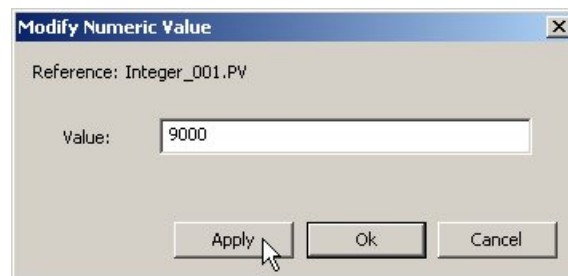 Modify Numeric Value
Reference: Integer_001.PV
Value: 9000
Apply Ok Cancel